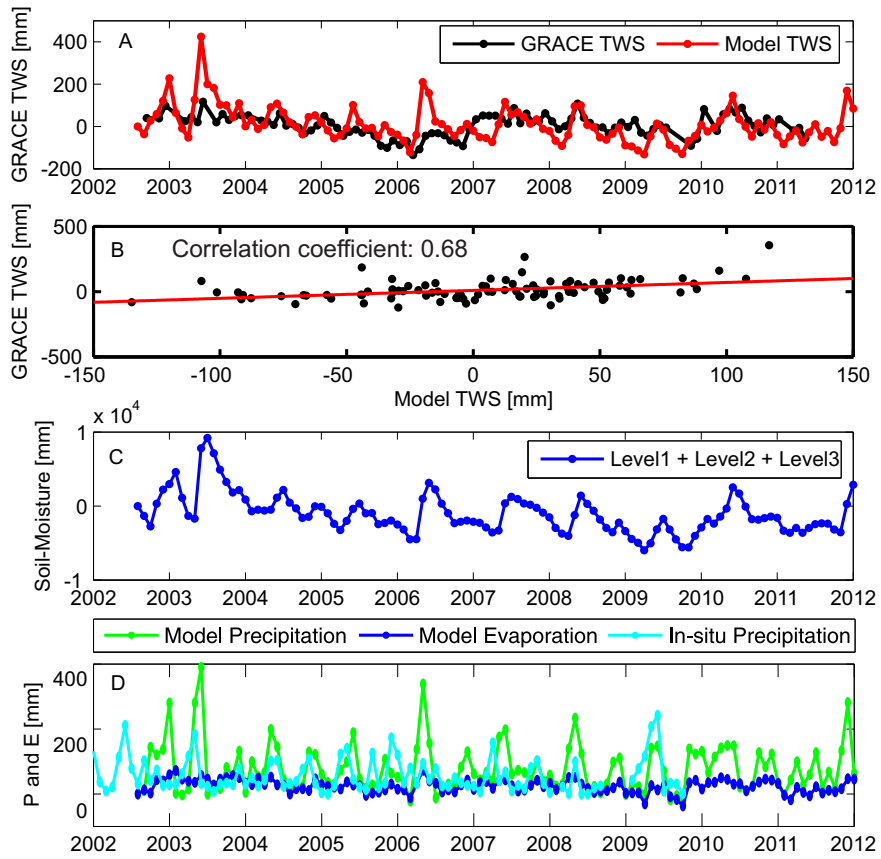 A
GRACE TWS
Model TWS
GRACE TWS [mm]
400
200
0
-200
2002 2003 2004 2005 2006 2007 2008 2009 2010 2011 2012
B
Correlation coefficient: 0.68
GRACE TWS [mm]
500
0
-500
-150 -100 -50 0 50 100 150
Model TWS [mm]
x 10^4
C
Level1 + Level2 + Level3
Soil-Moisture [mm]
1
0
-1
2002 2003 2004 2005 2006 2007 2008 2009 2010 2011 2012
Model Precipitation
Model Evaporation
In-situ Precipitation
D
P and E [mm]
400
200
0
2002 2003 2004 2005 2006 2007 2008 2009 2010 2011 2012